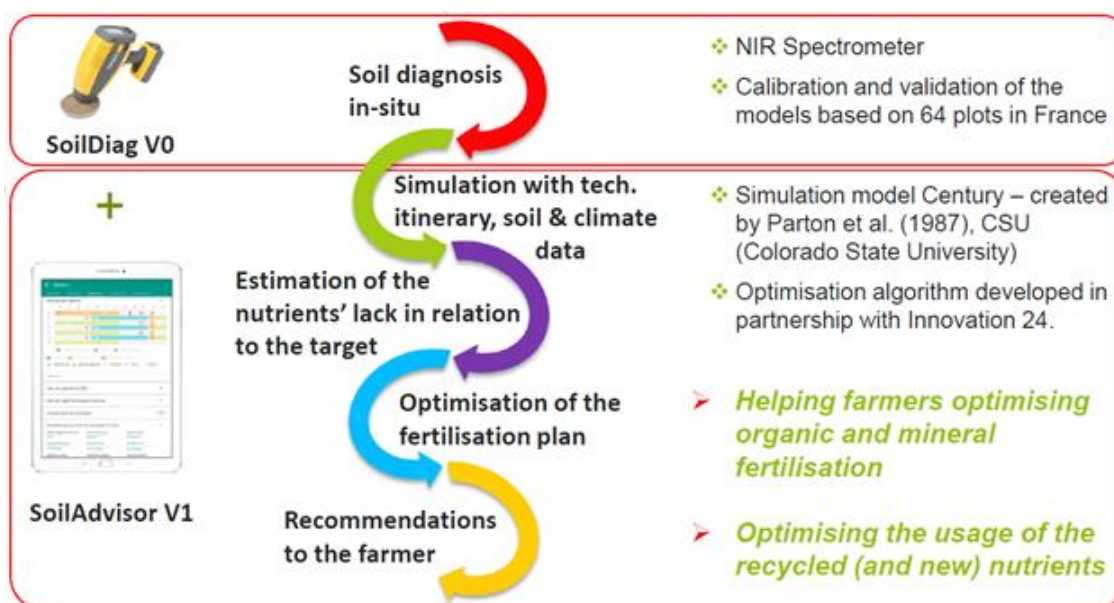 Soil diagnosis
in-situ
SoilDiag V0
❖ NIR Spectrometer
❖ Calibration and validation of the
models based on 64 plots in France
+
SoilAdvisor V1
Simulation with tech.
itinerary, soil & climate
data
Estimation of the
nutrients’ lack in relation
to the target
Optimisation of the
fertilisation plan
Recommendations
to the farmer
❖ Simulation model Century – created
by Parton et al. (1987), CSU
(Colorado State University)
❖ Optimisation algorithm developed in
partnership with Innovation 24.
➢ Helping farmers optimising
organic and mineral
fertilisation
➢ Optimising the usage of the
recycled (and new) nutrients